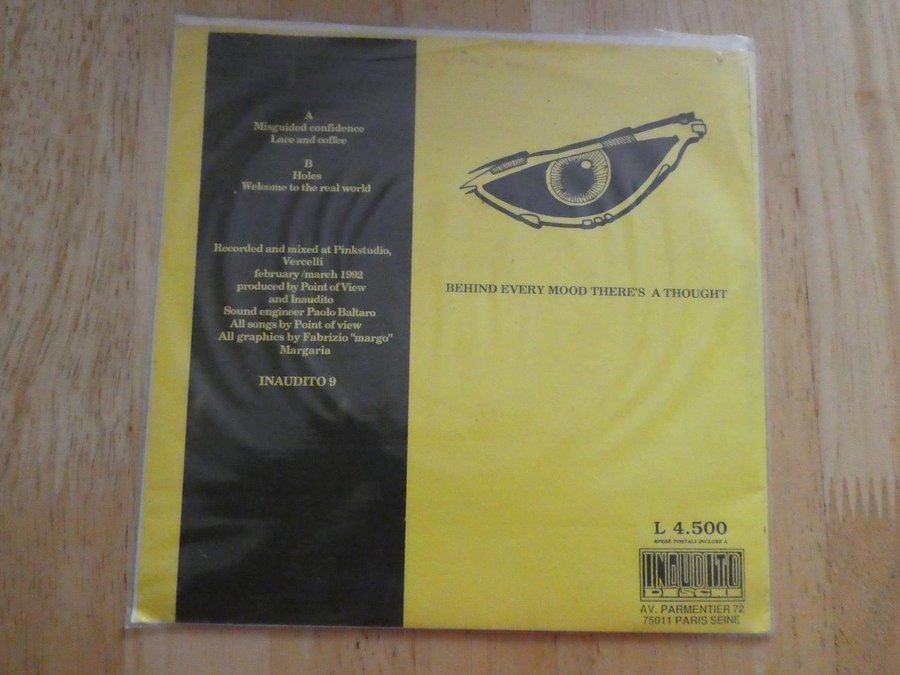 A
Misguided confidence
Lace and coffee
B
Holes
Welcome to the real world
Recorded and mixed at Pinkstudio,
Vercelli
february /march 1992
produced by Point of View
and Inaudito
Sound engineer Paolo Baltaro
All songs by Point of view
All graphics by Fabrizio "margo"
Margaria
INAUDITO 9
BEHIND EVERY MOOD THERE'S A THOUGHT
L 4.500
SPESE POSTALI INCLUSE A
INAUDITO
DISCHI
AV. PARMENTIER 72
75011 PARIS SEINE